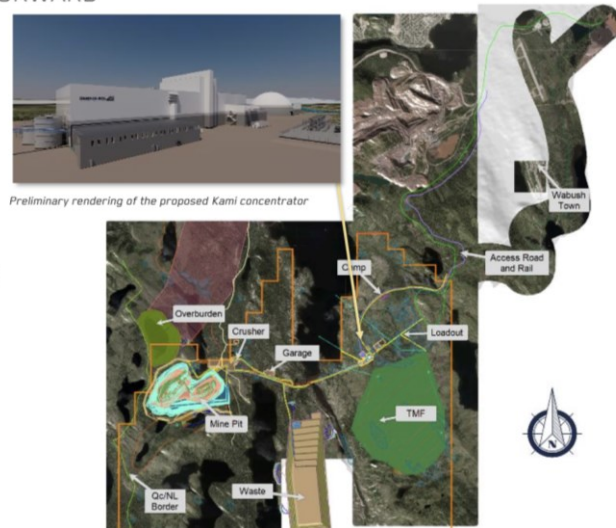 Preliminary rendering of the proposed Kami concentrator
Wabush
Town
Access Road
and Rail
Camp
Overburden
Crusher
Loadout
Garage
Mine Pit
TMF
Qc/NL
Border
Waste
N